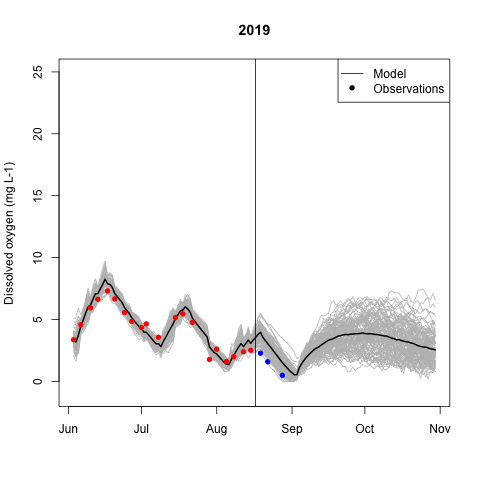 2019
Model
Observations
Dissolved oxygen (mg L-1)
25
20
15
10
5
0
Jun Jul Aug Sep Oct Nov